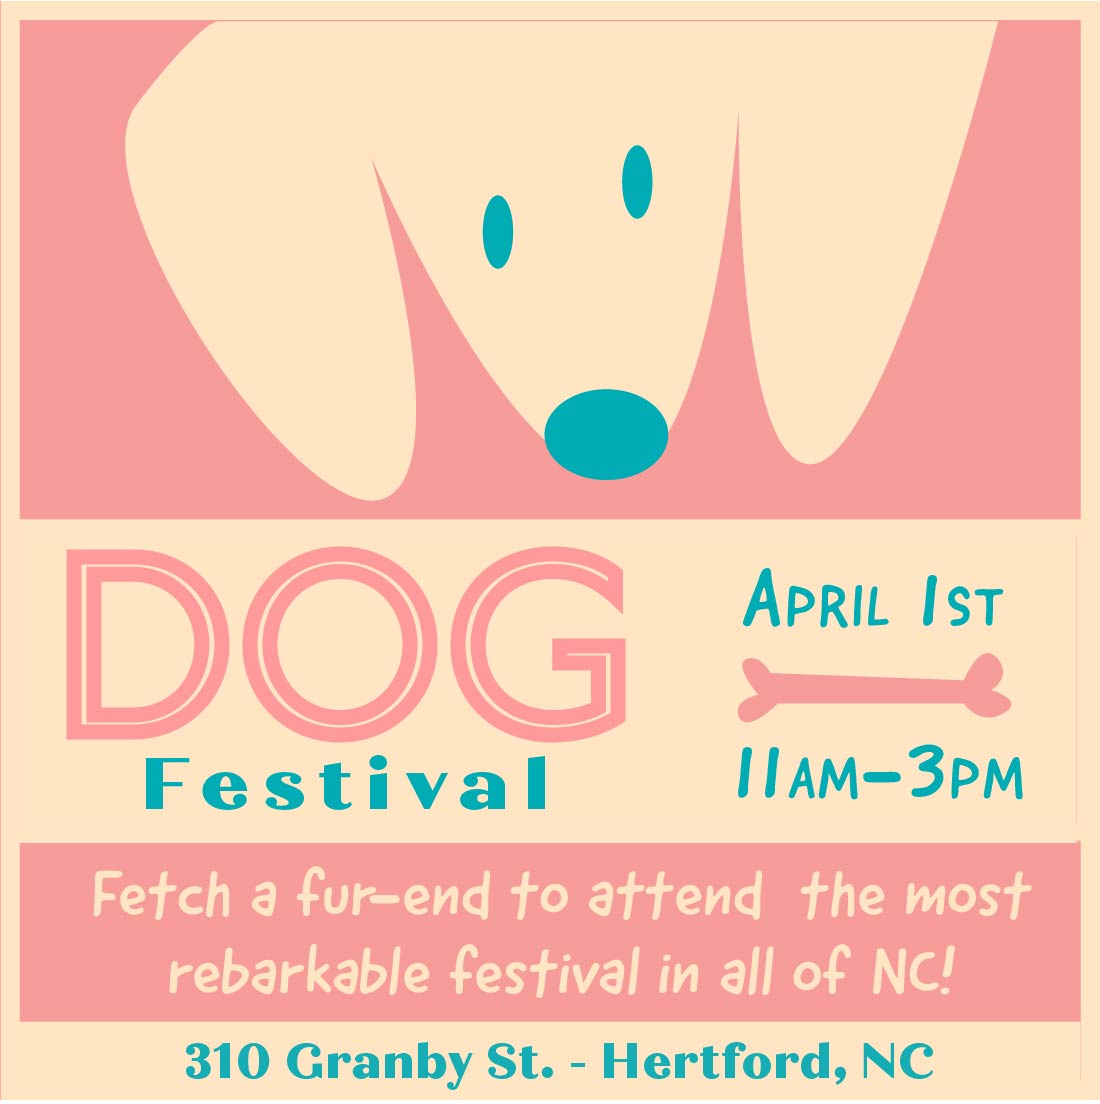 DOG
Festival
April 1st
11am-3pm
Fetch a fur-end to attend the most
rebarkable festival in all of NC!
310 Granby St. - Hertford, NC